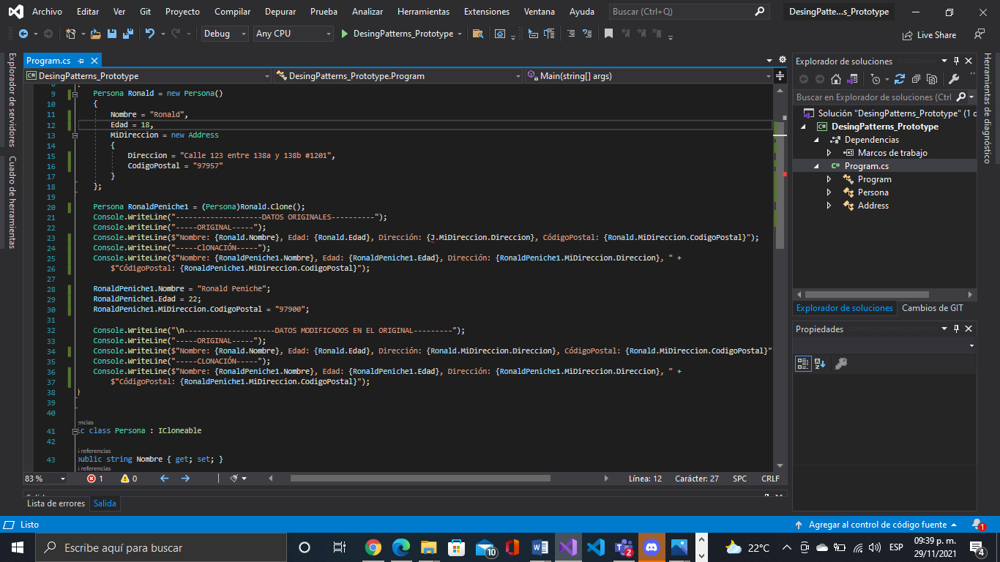 Archivo Editar Ver Git Proyecto Compilar Depurar Prueba Analizar Herramientas Extensiones Ventana Ayuda Buscar (Ctrl+Q) DesingPatte...s_Prototype
Debug Any CPU DesingPatterns_Prototype Live Share
Explorador de servidores
Cuadro de herramientas
Program.cs
DesingPatterns_Prototype DesingPatterns_Prototype.Program Main(string[] args)
8 {
9 Persona Ronald = new Persona()
10 {
11 Nombre = "Ronald",
12 Edad = 18,
13 MiDireccion = new Address
14 {
15 Direccion = "Calle 123 entre 138a y 138b #1201",
16 CodigoPostal = "97957"
17 }
18 };
19
20 Persona RonaldPeniche1 = (Persona)Ronald.Clone();
21 Console.WriteLine("--------------------DATOS ORIGINALES----------");
22 Console.WriteLine("-----ORIGINAL-----");
23 Console.WriteLine($"Nombre: {Ronald.Nombre}, Edad: {Ronald.Edad}, Dirección: {J.MiDireccion.Direccion}, CódigoPostal: {Ronald.MiDireccion.CodigoPostal}");
24 Console.WriteLine("-----ClONACIÓN-----");
25 Console.WriteLine($"Nombre: {RonaldPeniche1.Nombre}, Edad: {RonaldPeniche1.Edad}, Dirección: {RonaldPeniche1.MiDireccion.Direccion}, " +
26 $"CódigoPostal: {RonaldPeniche1.MiDireccion.CodigoPostal}");
27
28 RonaldPeniche1.Nombre = "Ronald Peniche";
29 RonaldPeniche1.Edad = 22;
30 RonaldPeniche1.MiDireccion.CodigoPostal = "97900";
31
32 Console.WriteLine("\n---------------------DATOS MODIFICADOS EN EL ORIGINAL---------");
33 Console.WriteLine("-----ORIGINAL-----");
34 Console.WriteLine($"Nombre: {Ronald.Nombre}, Edad: {Ronald.Edad}, Dirección: {Ronald.MiDireccion.Direccion}, CódigoPostal: {Ronald.MiDireccion.CodigoPostal}"
35 Console.WriteLine("-----CLONACIÓN-----");
36 Console.WriteLine($"Nombre: {RonaldPeniche1.Nombre}, Edad: {RonaldPeniche1.Edad}, Dirección: {RonaldPeniche1.MiDireccion.Direccion}, " +
37 $"CódigoPostal: {RonaldPeniche1.MiDireccion.CodigoPostal}");
38 }
39
40
encias
41 ic class Persona : ICloneable
42
referencias
43 public string Nombre { get; set; }
referencias
83 % 1 0 Línea: 12 Carácter: 27 SPC CRLF
Lista de errores Salida
Explorador de soluciones
Buscar en Explorador de soluciones (Ctrl
Solución "DesingPatterns_Prototype" (1 c
DesingPatterns_Prototype
Dependencias
Marcos de trabajo
Program.cs
Program
Persona
Address
Explorador de soluciones Cambios de GIT
Propiedades
Herramientas de diagnóstico
Listo Agregar al control de código fuente 1
Escribe aquí para buscar 10 2 22°C ESP 09:39 p. m.
29/11/2021 4